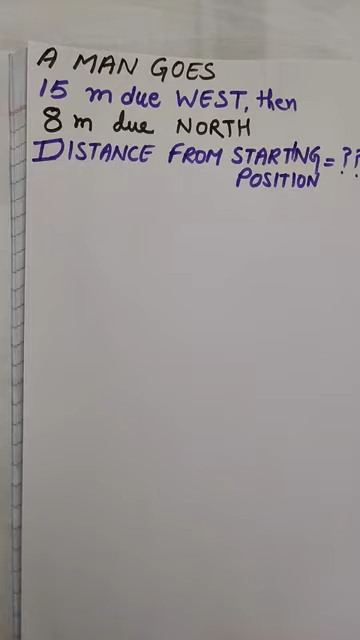 A MAN GOES
15 m due WEST, then
8 m due NORTH
DISTANCE FROM STARTING = ??
POSITION